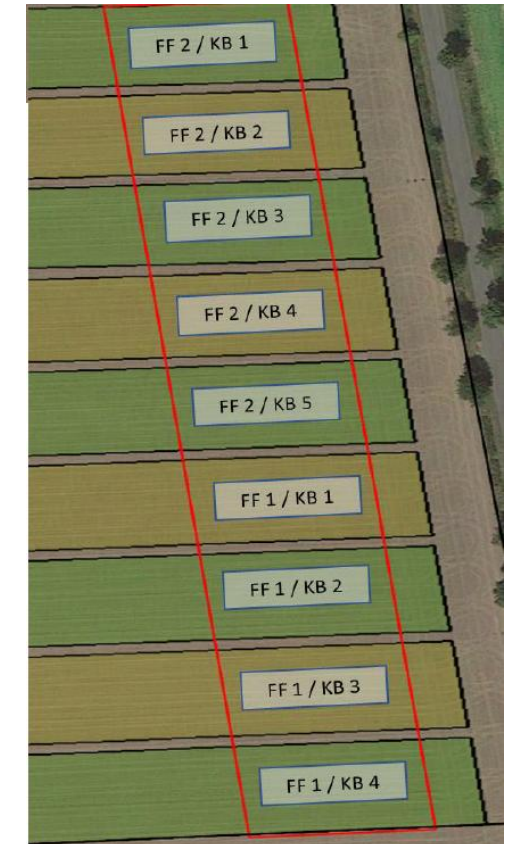 FF 2 / KB 1
FF 2 / KB 2
FF 2 / KB 3
FF 2 / KB 4
FF 2 / KB 5
FF 1 / KB 1
FF 1 / KB 2
FF 1 / KB 3
FF 1 / KB 4